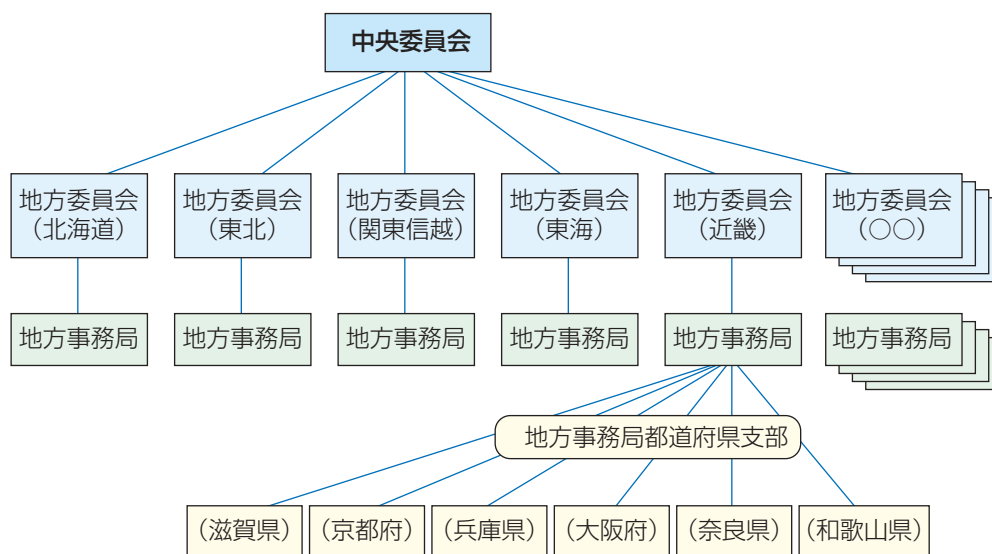 中央委員会
地方委員会
(北海道)
地方委員会
(東北)
地方委員会
(関東信越)
地方委員会
(東海)
地方委員会
(近畿)
地方委員会
(○○)
地方事務局
地方事務局
地方事務局
地方事務局
地方事務局
地方事務局
地方事務局都道府県支部
(滋賀県)
(京都府)
(兵庫県)
(大阪府)
(奈良県)
(和歌山県)